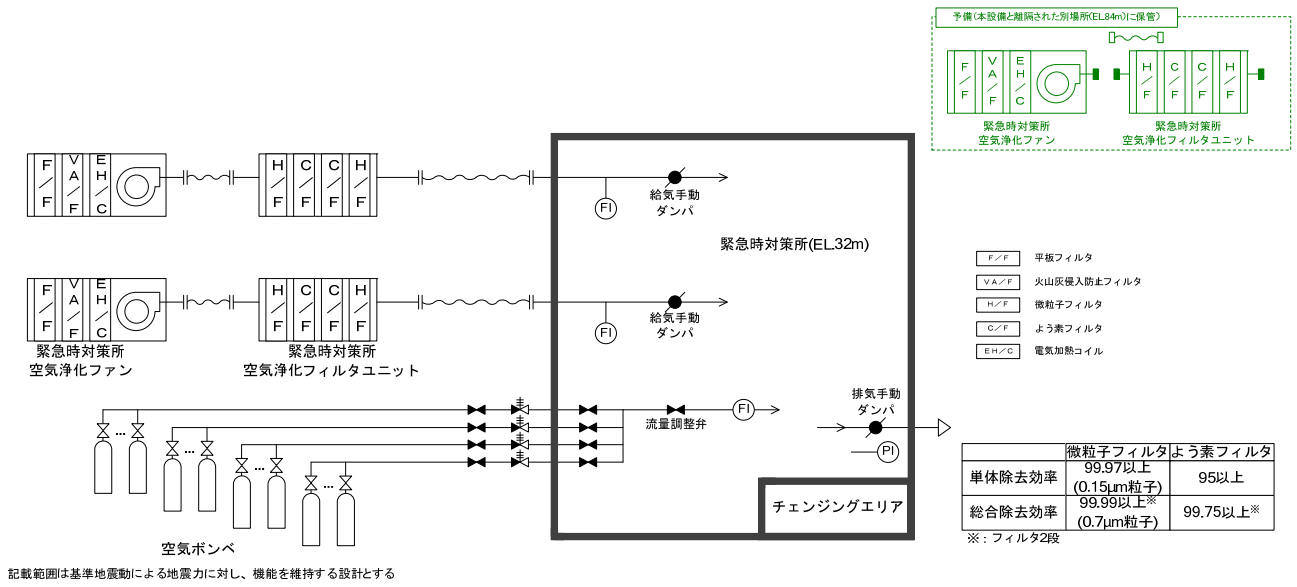 予備(本設備と離隔された別場所(EL84m)に保管)
F/F
VA/F
EH/C
H/F
C/F
C/F
H/F
緊急時対策所
空気浄化ファン
緊急時対策所
空気浄化フィルタユニット
F/F
VA/F
EH/C
H/F
C/F
C/F
H/F
FI
給気手動
ダンパ
緊急時対策所(EL.32m)
F/F
VA/F
EH/C
H/F
C/F
C/F
H/F
FI
給気手動
ダンパ
緊急時対策所
空気浄化ファン
緊急時対策所
空気浄化フィルタユニット
F/F 平板フィルタ
VA/F 火山灰侵入防止フィルタ
H/F 微粒子フィルタ
C/F よう素フィルタ
EH/C 電気加熱コイル
流量調整弁
FI
排気手動
ダンパ
PI
...
...
...
...
空気ボンベ
チェンジングエリア
微粒子フィルタ よう素フィルタ
単体除去効率 99.97以上 (0.15μm粒子) 95以上
総合除去効率 99.99以上※ (0.7μm粒子) 99.75以上※
※:フィルタ2段
記載範囲は基準地震動による地震力に対し、機能を維持する設計とする